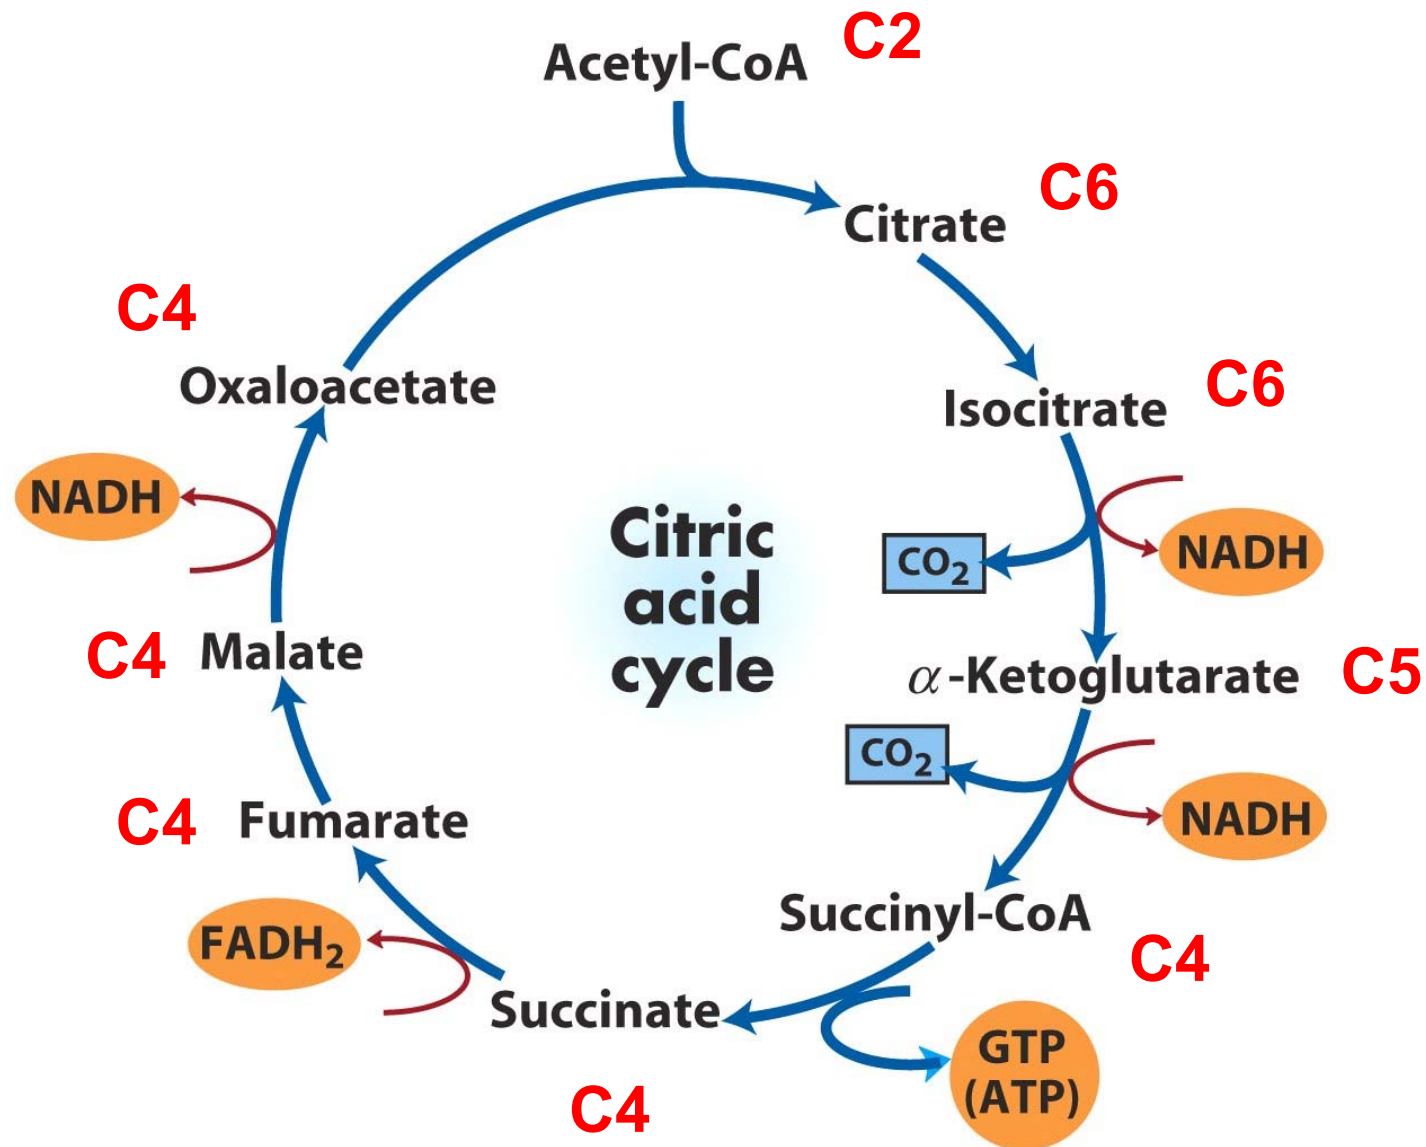 Acetyl-CoA
C2
Citrate
C6
Isocitrate
C6
NADH
CO₂
α-Ketoglutarate
C5
NADH
CO₂
Succinyl-CoA
C4
GTP
(ATP)
Succinate
C4
FADH₂
Fumarate
C4
Malate
C4
NADH
Oxaloacetate
C4
Citric
acid
cycle